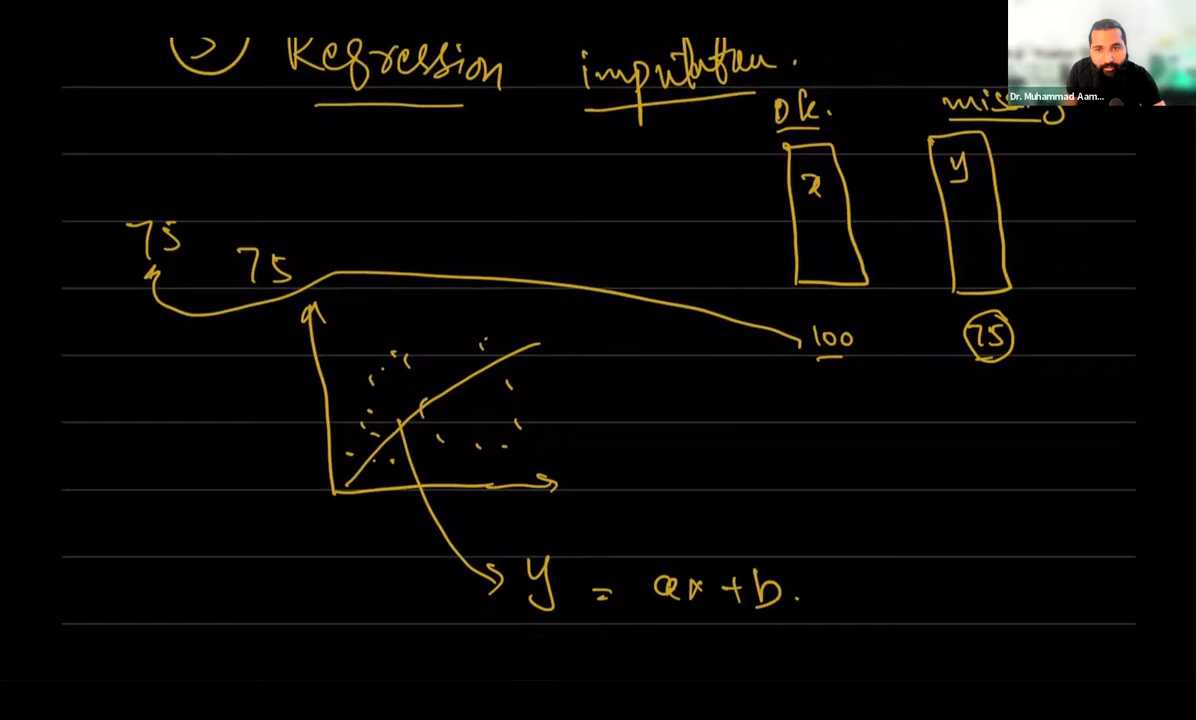 Regression imputation.
Ok.
Dr. Muhammad Aam...
x
y
75
75
100
75
y = ax + b.